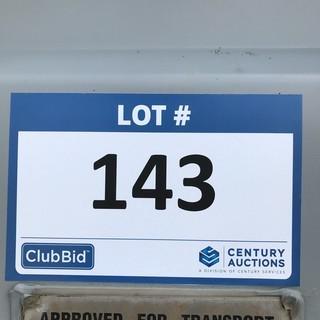 LOT #
143
ClubBid
CENTURY
AUCTIONS
A DIVISION OF CENTURY SERVICES
APPROVED FOR TRANSPORT